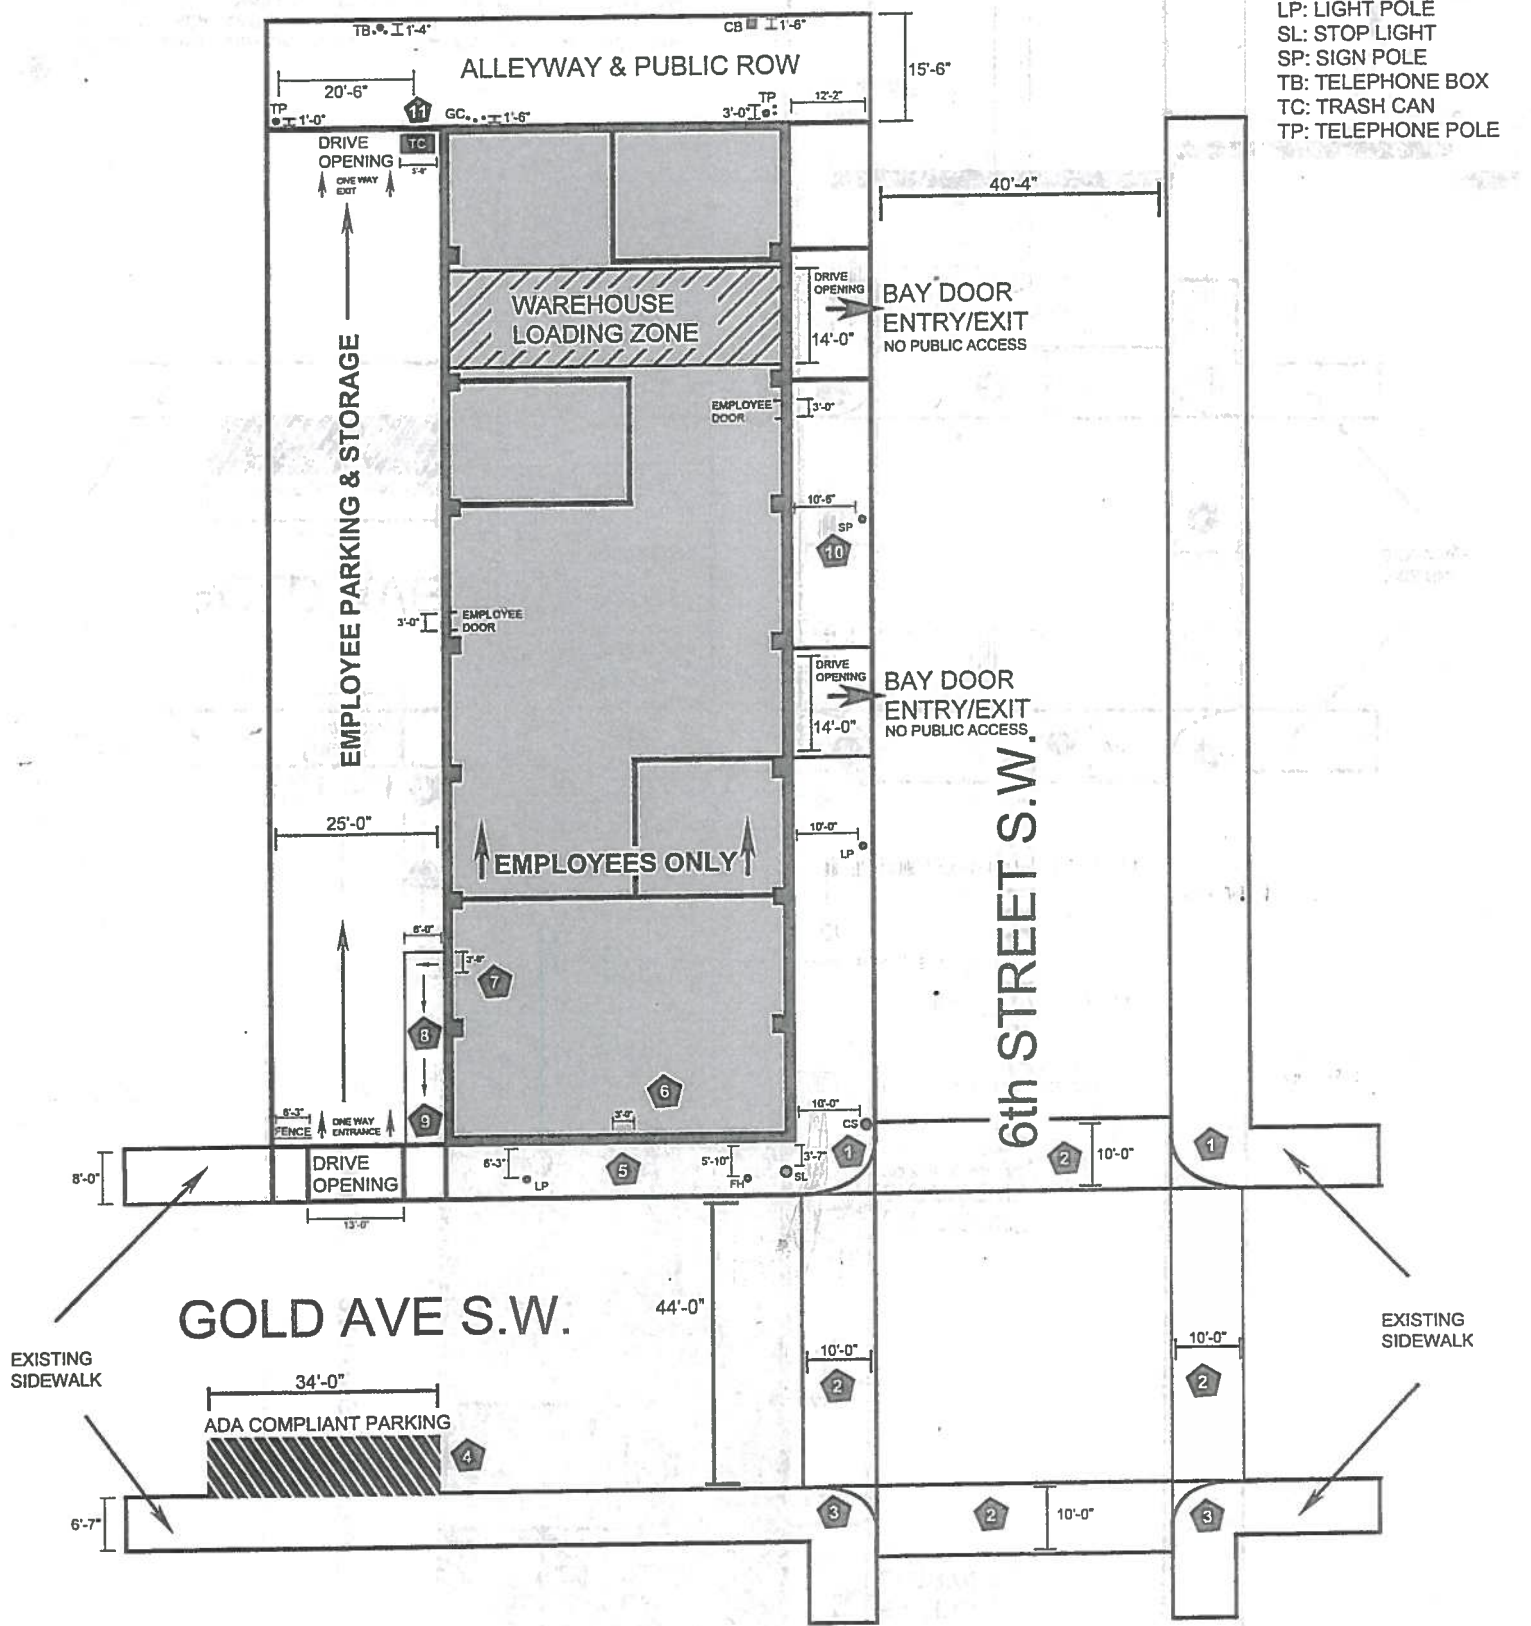 LP: LIGHT POLE
SL: STOP LIGHT
SP: SIGN POLE
TB: TELEPHONE BOX
TC: TRASH CAN
TP: TELEPHONE POLE
TB 1'-4"
CB 1'-6"
ALLEYWAY & PUBLIC ROW
15'-6"
20'-6"
11
TP
1'-0"
GC 1'-6"
TP
3'-0"
12'-2"
TC
DRIVE
OPENING
ONE WAY
EXIT
40'-4"
WAREHOUSE
LOADING ZONE
DRIVE
OPENING
14'-0"
BAY DOOR
ENTRY/EXIT
NO PUBLIC ACCESS
EMPLOYEE PARKING & STORAGE
EMPLOYEE
DOOR
3'-0"
SP
10
3'-0"
EMPLOYEE
DOOR
DRIVE
OPENING
14'-0"
BAY DOOR
ENTRY/EXIT
NO PUBLIC ACCESS
6th STREET S.W.
25'-0"
EMPLOYEES ONLY
10'-0"
LP
7
8
9
6
3'-0"
10'-0"
CS
FENCE
ONE WAY
ENTRANCE
8'-0"
DRIVE
OPENING
13'-0"
6'-3"
LP
5
5'-10"
FH
3'-7"
SL
1
2
10'-0"
1
GOLD AVE S.W.
44'-0"
EXISTING
SIDEWALK
EXISTING
SIDEWALK
10'-0"
2
10'-0"
2
34'-0"
ADA COMPLIANT PARKING
4
6'-7"
3
2
10'-0"
3